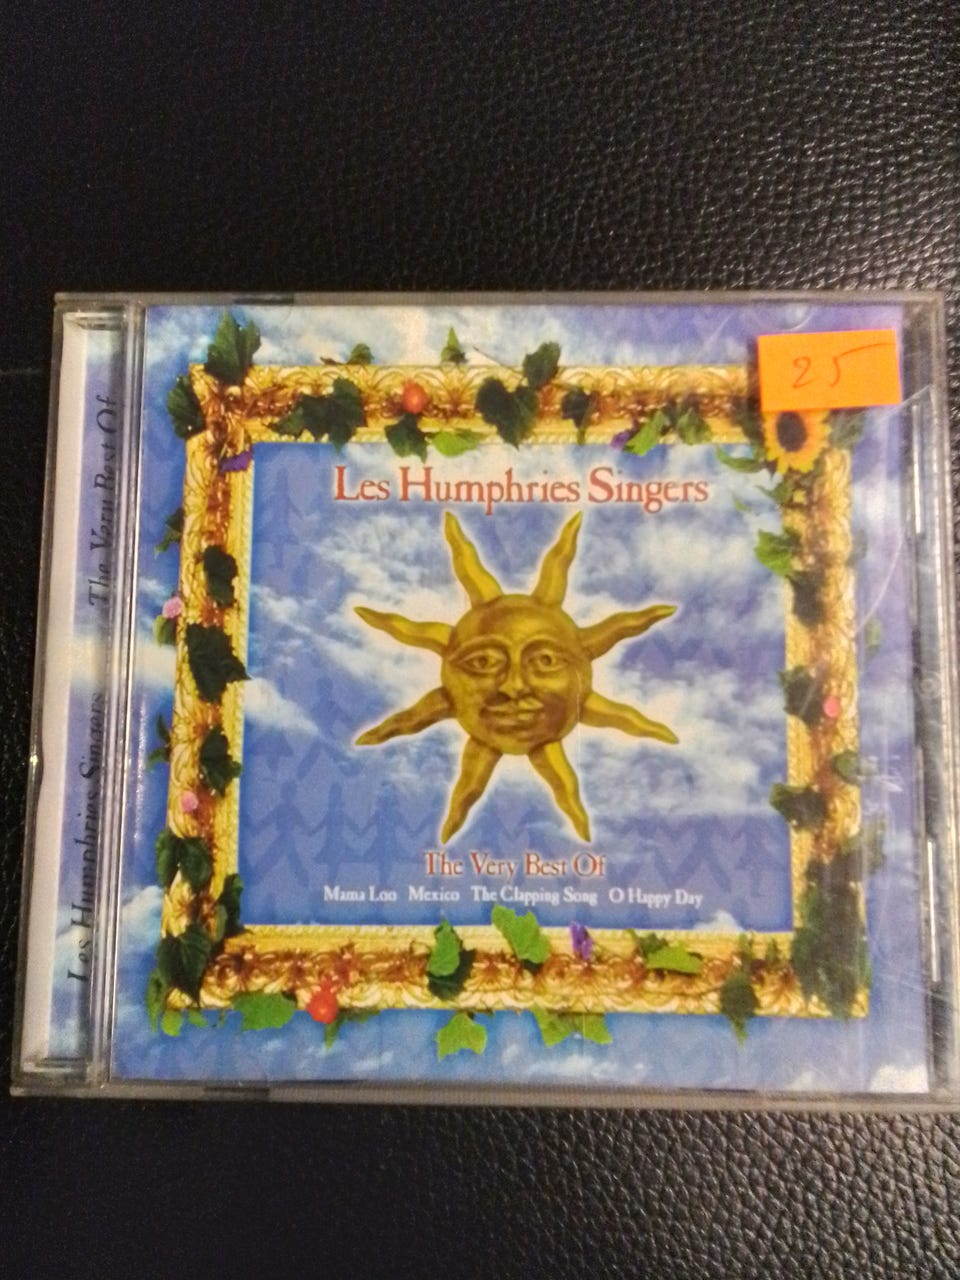 25
Les Humphries Singers
The Very Best Of
Mama Loo Mexico The Clapping Song O Happy Day
Les Humphries Singers The Very Best Of